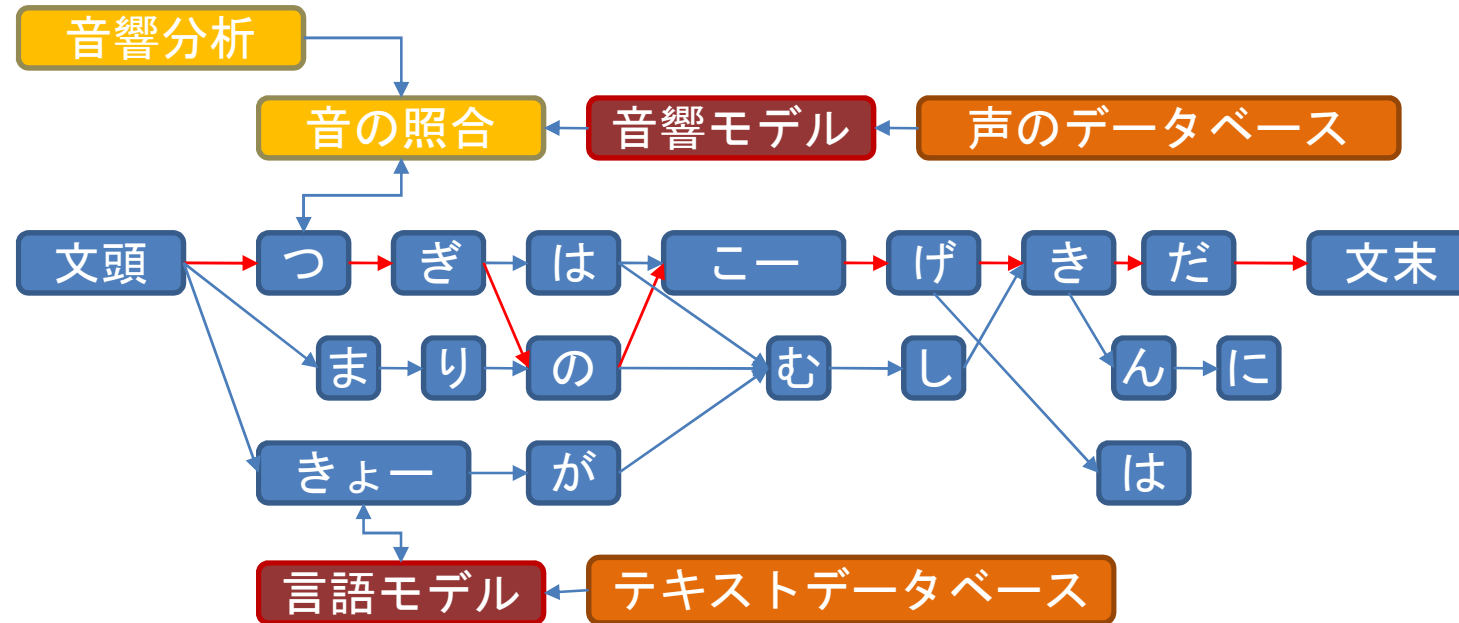 音響分析
音の照合 音響モデル 声のデータベース
文頭 つ ぎ は こー げ き だ 文末
ま り の む し ん に
きょー が は
言語モデル テキストデータベース